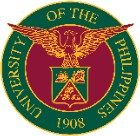 UNIVERSITY OF THE PHILIPPINES
1908